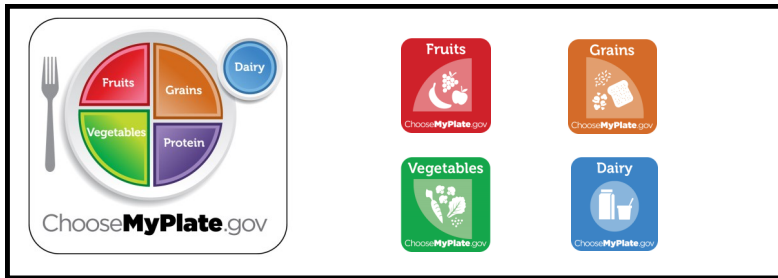 Fruits
Grains
Dairy
Vegetables
Protein
ChooseMyPlate.gov
Fruits
ChooseMyPlate.gov
Grains
ChooseMyPlate.gov
Vegetables
ChooseMyPlate.gov
Dairy
ChooseMyPlate.gov